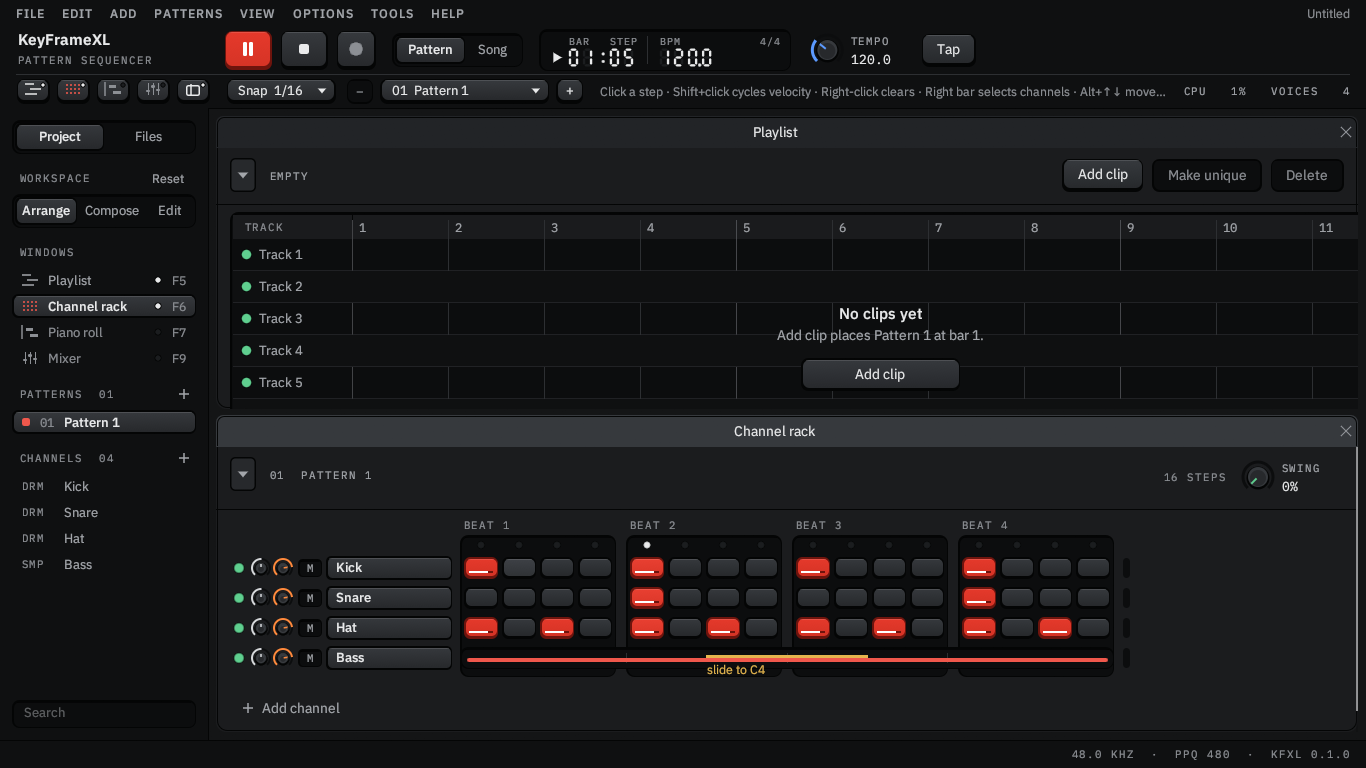 FILE EDIT ADD PATTERNS VIEW OPTIONS TOOLS HELP Untitled
KeyFrameXL
PATTERN SEQUENCER
Pattern Song
BAR STEP BPM 4/4
01:05 120.0
TEMPO
120.0
Tap
Snap 1/16
−
01 Pattern 1
+
Click a step · Shift+click cycles velocity · Right-click clears · Right bar selects channels · Alt+↑↓ move…
CPU 1% VOICES 4
Project Files
WORKSPACE Reset
Arrange Compose Edit
WINDOWS
Playlist F5
Channel rack F6
Piano roll F7
Mixer F9
PATTERNS 01 +
01 Pattern 1
CHANNELS 04 +
DRM Kick
DRM Snare
DRM Hat
SMP Bass
Search
Playlist
EMPTY
Add clip Make unique Delete
TRACK 1 2 3 4 5 6 7 8 9 10 11
Track 1
Track 2
Track 3
Track 4
Track 5
No clips yet
Add clip places Pattern 1 at bar 1.
Add clip
Channel rack
01 PATTERN 1
16 STEPS
SWING
0%
BEAT 1 BEAT 2 BEAT 3 BEAT 4
M Kick
M Snare
M Hat
M Bass
slide to C4
+ Add channel
48.0 KHZ · PPQ 480 · KFXL 0.1.0